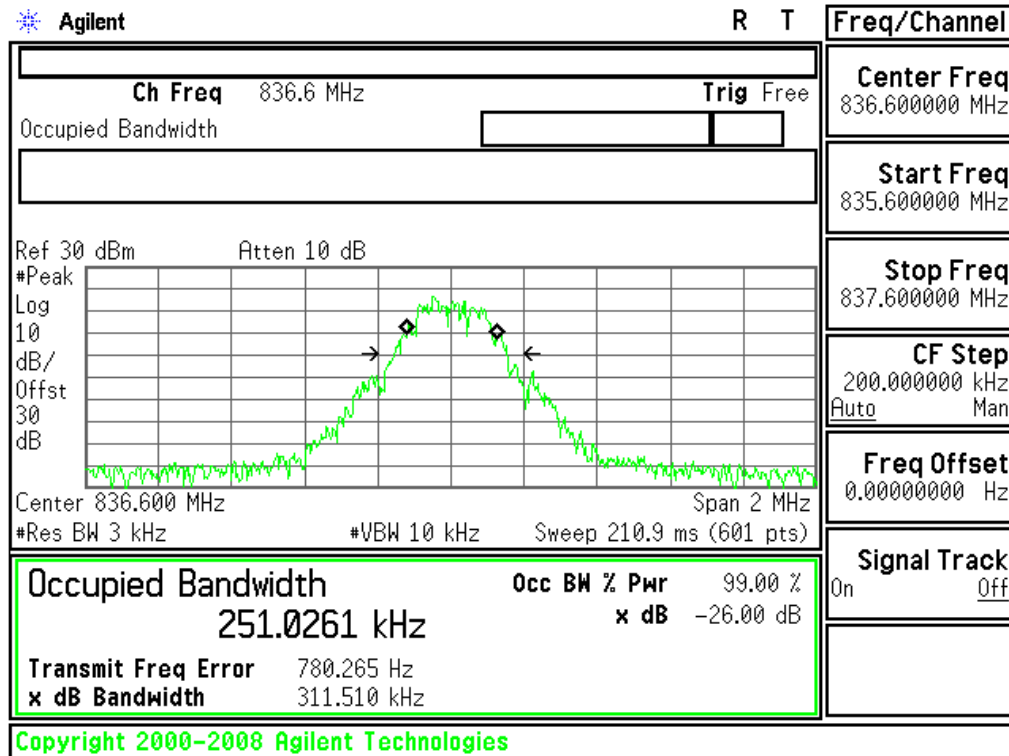 Agilent R T Freq/Channel
Ch Freq 836.6 MHz Trig Free
Occupied Bandwidth
Center Freq
836.600000 MHz
Start Freq
835.600000 MHz
Stop Freq
837.600000 MHz
CF Step
200.000000 kHz
Auto Man
Freq Offset
0.00000000 Hz
Signal Track
On Off
Ref 30 dBm Atten 10 dB
#Peak
Log
10
dB/
Offst
30
dB
Center 836.600 MHz Span 2 MHz
#Res BW 3 kHz #VBW 10 kHz Sweep 210.9 ms (601 pts)
Occupied Bandwidth Occ BW % Pwr 99.00 %
251.0261 kHz x dB -26.00 dB
Transmit Freq Error 780.265 Hz
x dB Bandwidth 311.510 kHz
Copyright 2000-2008 Agilent Technologies